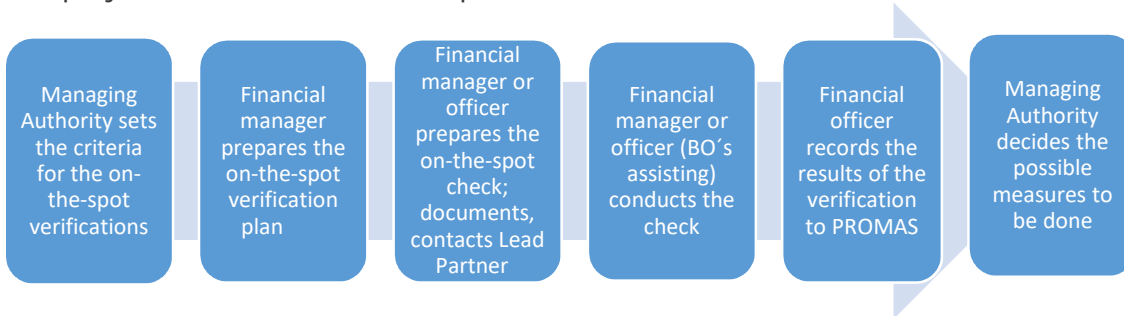 Managing
Authority sets
the criteria
for the on-
the-spot
verifications
Financial
manager
prepares the
on-the-spot
verification
plan
Financial
manager or
officer
prepares the
on-the-spot
check;
documents,
contacts Lead
Partner
Financial
manager or
officer (BO´s
assisting)
conducts the
check
Financial
officer
records the
results of the
verification
to PROMAS
Managing
Authority
decides the
possible
measures to
be done